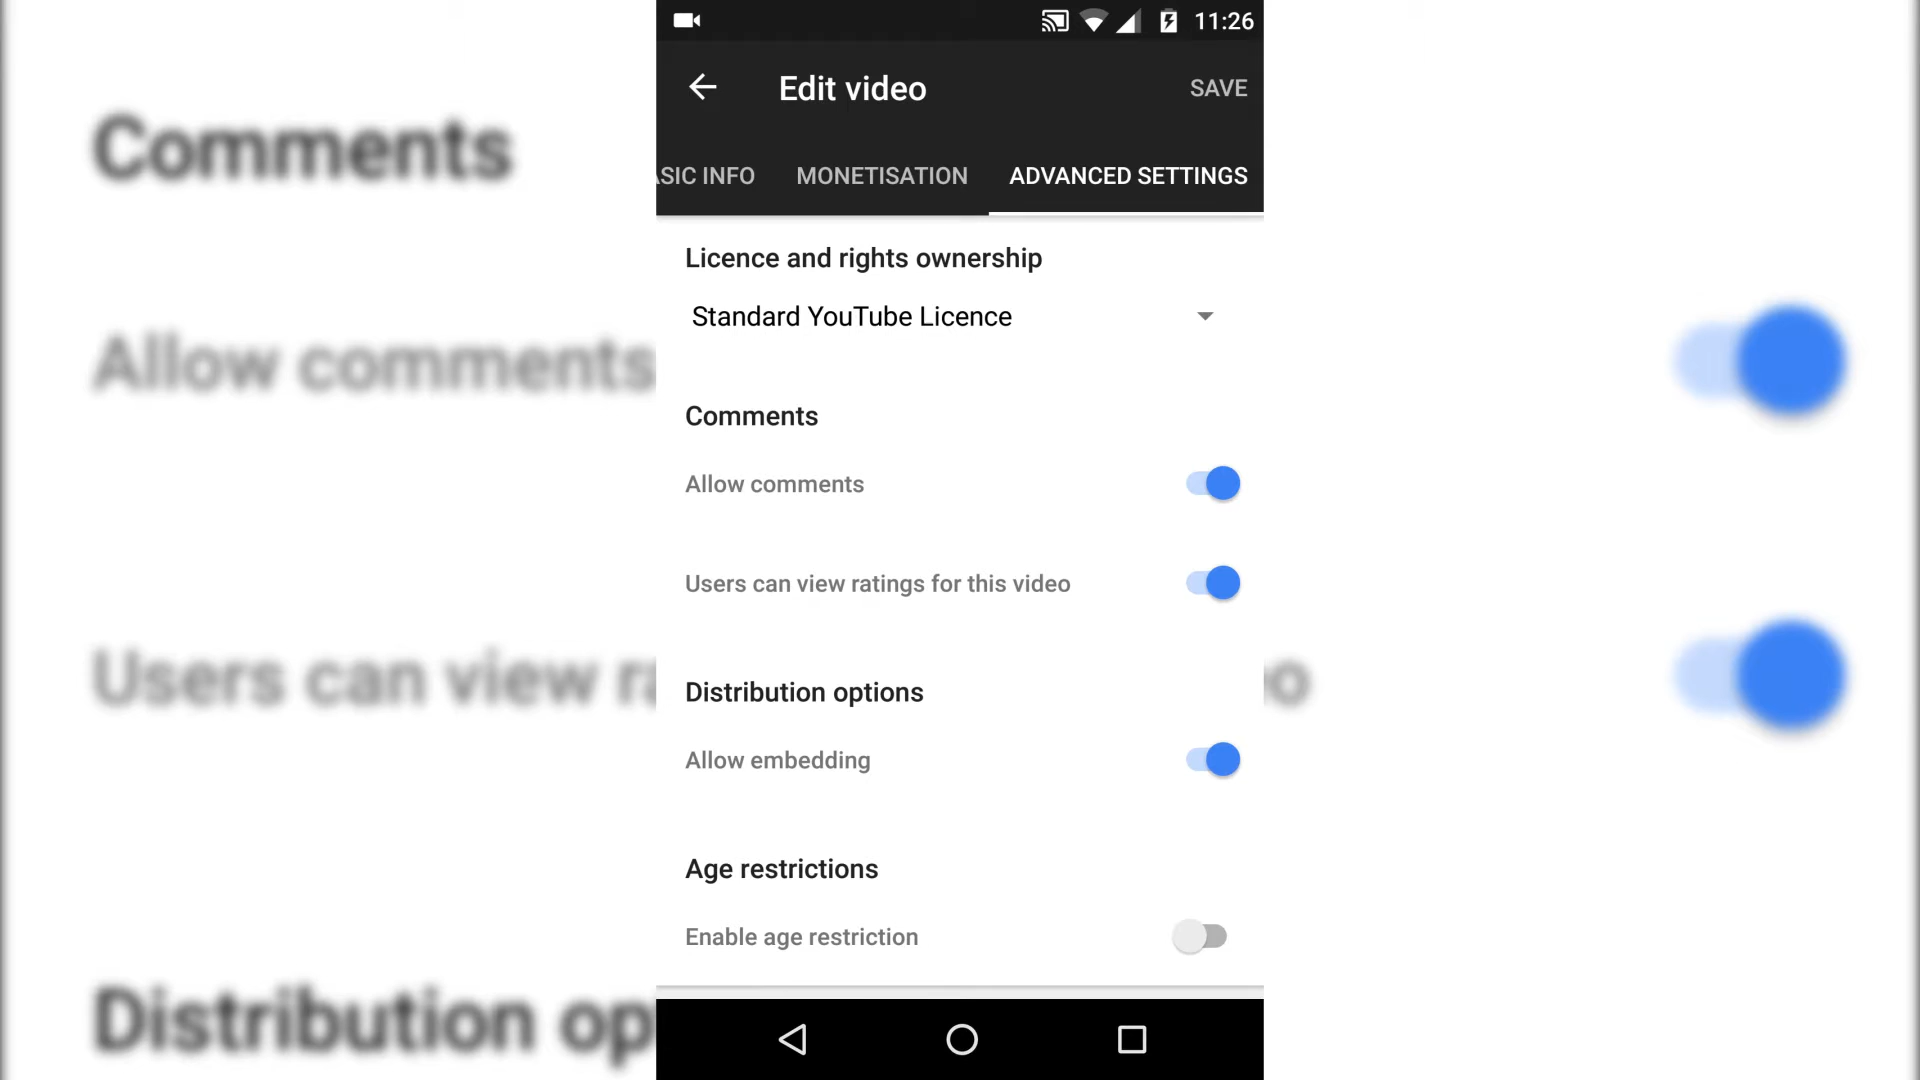 11:26
Edit video
SAVE
ASIC INFO
MONETISATION
ADVANCED SETTINGS
Licence and rights ownership
Standard YouTube Licence
Comments
Allow comments
Users can view ratings for this video
Distribution options
Allow embedding
Age restrictions
Enable age restriction
Comments
Allow comments
Users can view ra
o
Distribution op